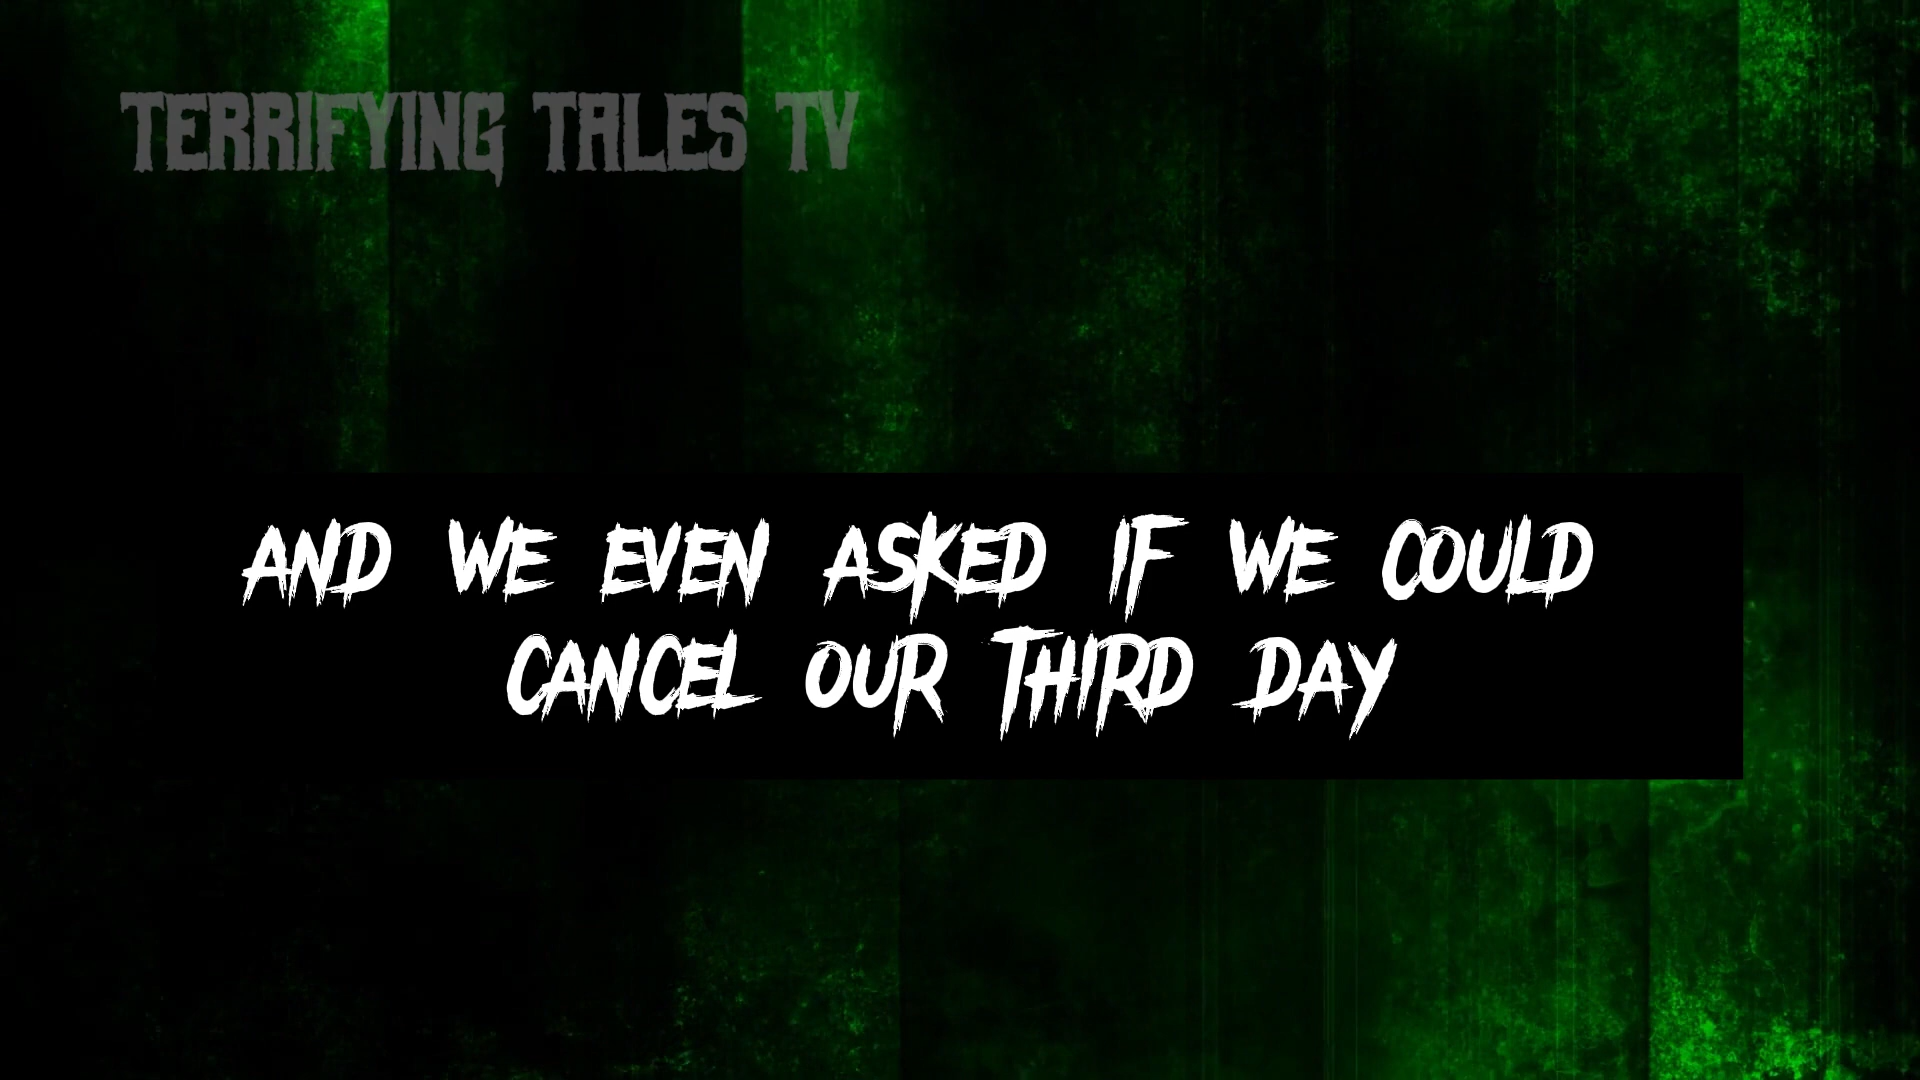 TERRIFYING TALES TV
AND WE EVEN ASKED IF WE COULD
CANCEL OUR THIRD DAY